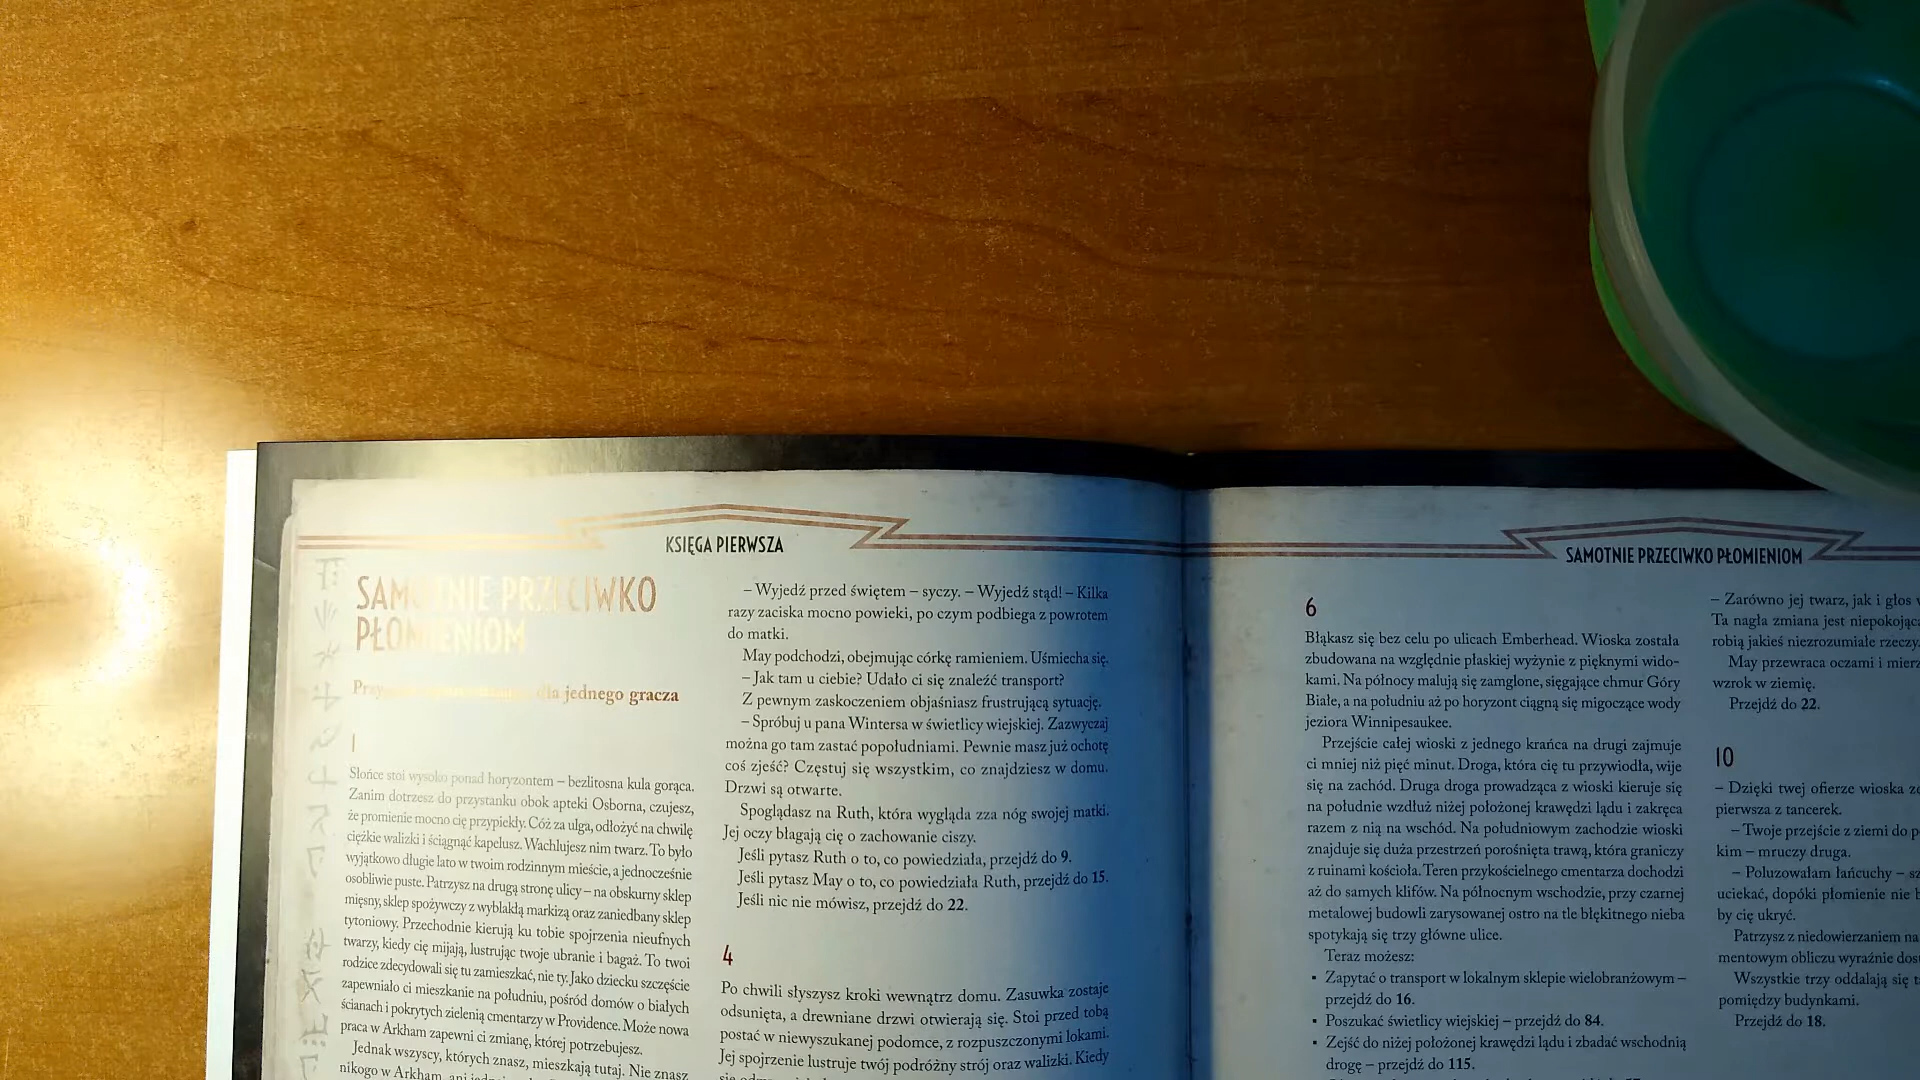 KSIĘGA PIERWSZA
SAMOTNIE PRZECIWKO
PŁOMIENIOM
dla jednego gracza
1
Słońce stoi wysoko ponad horyzontem – bezlitosna kula gorąca.
Zanim dotrzesz do przystanku obok apteki Osborna, czujesz,
że promienie mocno cię przypiekły. Cóż za ulga, odłożyć na chwilę
ciężkie walizki i ściągnąć kapelusz. Wachlujesz nim twarz. To było
wyjątkowo długie lato w twoim rodzinnym mieście, a jednocześnie
osobliwie puste. Patrzysz na drugą stronę ulicy – na obskurny sklep
mięsny, sklep spożywczy z wyblakłą markizą oraz zaniedbany sklep
tytoniowy. Przechodnie kierują ku tobie spojrzenia nieufnych
twarzy, kiedy cię mijają, lustrując twoje ubranie i bagaż. To twoi
rodzice zdecydowali się tu zamieszkać, nie ty. Jako dziecku szczęście
zapewniało ci mieszkanie na południu, pośród domów o białych
ścianach i pokrytych zielenią cmentarzy w Providence. Może nowa
praca w Arkham zapewni ci zmianę, której potrzebujesz.
Jednak wszyscy, których znasz, mieszkają tutaj. Nie znasz
nikogo w Arkham, ani
– Wyjedź przed świętem – syczy. – Wyjedź stąd! – Kilka
razy zaciska mocno powieki, po czym podbiega z powrotem
do matki.
May podchodzi, obejmując córkę ramieniem. Uśmiecha się.
– Jak tam u ciebie? Udało ci się znaleźć transport?
Z pewnym zaskoczeniem objaśniasz frustrującą sytuację.
– Spróbuj u pana Wintersa w świetlicy wiejskiej. Zazwyczaj
można go tam zastać popołudniami. Pewnie masz już ochotę
coś zjeść? Częstuj się wszystkim, co znajdziesz w domu.
Drzwi są otwarte.
Spoglądasz na Ruth, która wygląda zza nóg swojej matki.
Jej oczy błagają cię o zachowanie ciszy.
Jeśli pytasz Ruth o to, co powiedziała, przejdź do 9.
Jeśli pytasz May o to, co powiedziała Ruth, przejdź do 15.
Jeśli nic nie mówisz, przejdź do 22.
4
Po chwili słyszysz kroki wewnątrz domu. Zasuwka zostaje
odsunięta, a drewniane drzwi otwierają się. Stoi przed tobą
postać w niewyszukanej podomce, z rozpuszczonymi lokami.
Jej spojrzenie lustruje twój podróżny strój oraz walizki. Kiedy
SAMOTNIE PRZECIWKO PŁOMIENIOM
6
Błąkasz się bez celu po ulicach Emberhead. Wioska została
zbudowana na względnie płaskiej wyżynie z pięknymi wido-
kami. Na północy malują się zamglone, sięgające chmur Góry
Białe, a na południu aż po horyzont ciągną się migoczące wody
jeziora Winnipesaukee.
Przejście całej wioski z jednego krańca na drugi zajmuje
ci mniej niż pięć minut. Droga, która cię tu przywiodła, wije
się na zachód. Druga droga prowadząca z wioski kieruje się
na południe wzdłuż niżej położonej krawędzi lądu i zakręca
razem z nią na wschód. Na południowym zachodzie wioski
znajduje się duża przestrzeń porośnięta trawą, która graniczy
z ruinami kościoła. Teren przykościelnego cmentarza dochodzi
aż do samych klifów. Na północnym wschodzie, przy czarnej
metalowej budowli zarysowanej ostro na tle błękitnego nieba
spotykają się trzy główne ulice.
Teraz możesz:
▪ Zapytać o transport w lokalnym sklepie wielobranżowym –
przejdź do 16.
▪ Poszukać świetlicy wiejskiej – przejdź do 84.
▪ Zejść do niżej położonej krawędzi lądu i zbadać wschodnią
drogę – przejdź do 115.
– Zarówno jej twarz, jak i głos
Ta nagła zmiana jest niepokojąca
robią jakieś niezrozumiałe rzeczy
May przewraca oczami i
wzrok w ziemię.
Przejdź do 22.
10
– Dzięki twej ofierze wioska
pierwsza z tancerek.
– Twoje przejście z ziemi do
kim – mruczy druga.
– Poluzowałam łańcuchy –
uciekać, dopóki płomienie nie
by cię ukryć.
Patrzysz z niedowierzaniem na
mentowym obliczu wyraźnie
Wszystkie trzy oddalają się
pomiędzy budynkami.
Przejdź do 18.